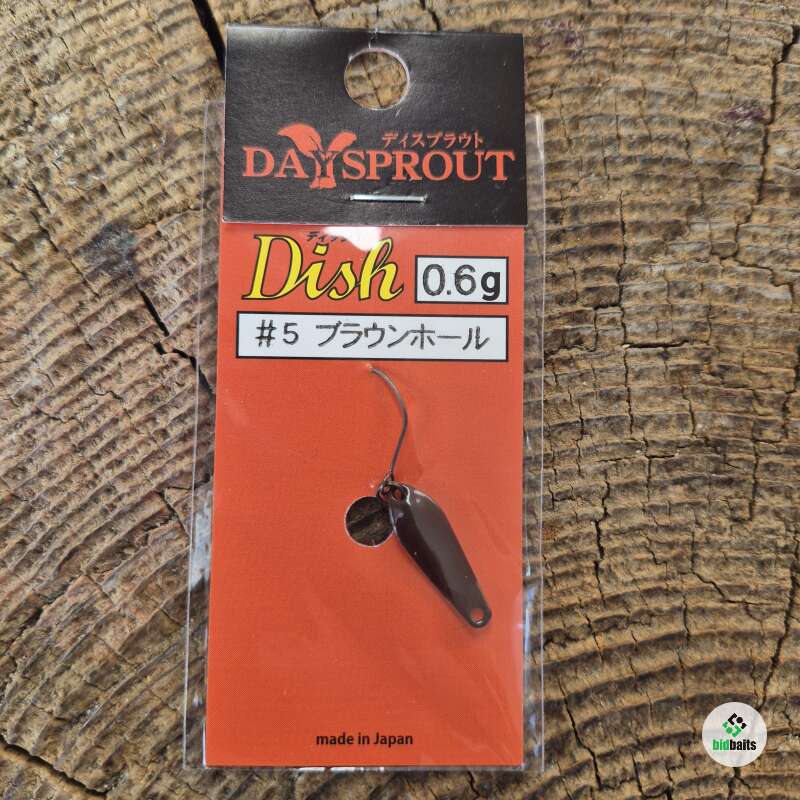 ディスプラウト
DAYSPROUT
Dish 0.6g
#5 ブラウンホール
made in Japan
bidbaits